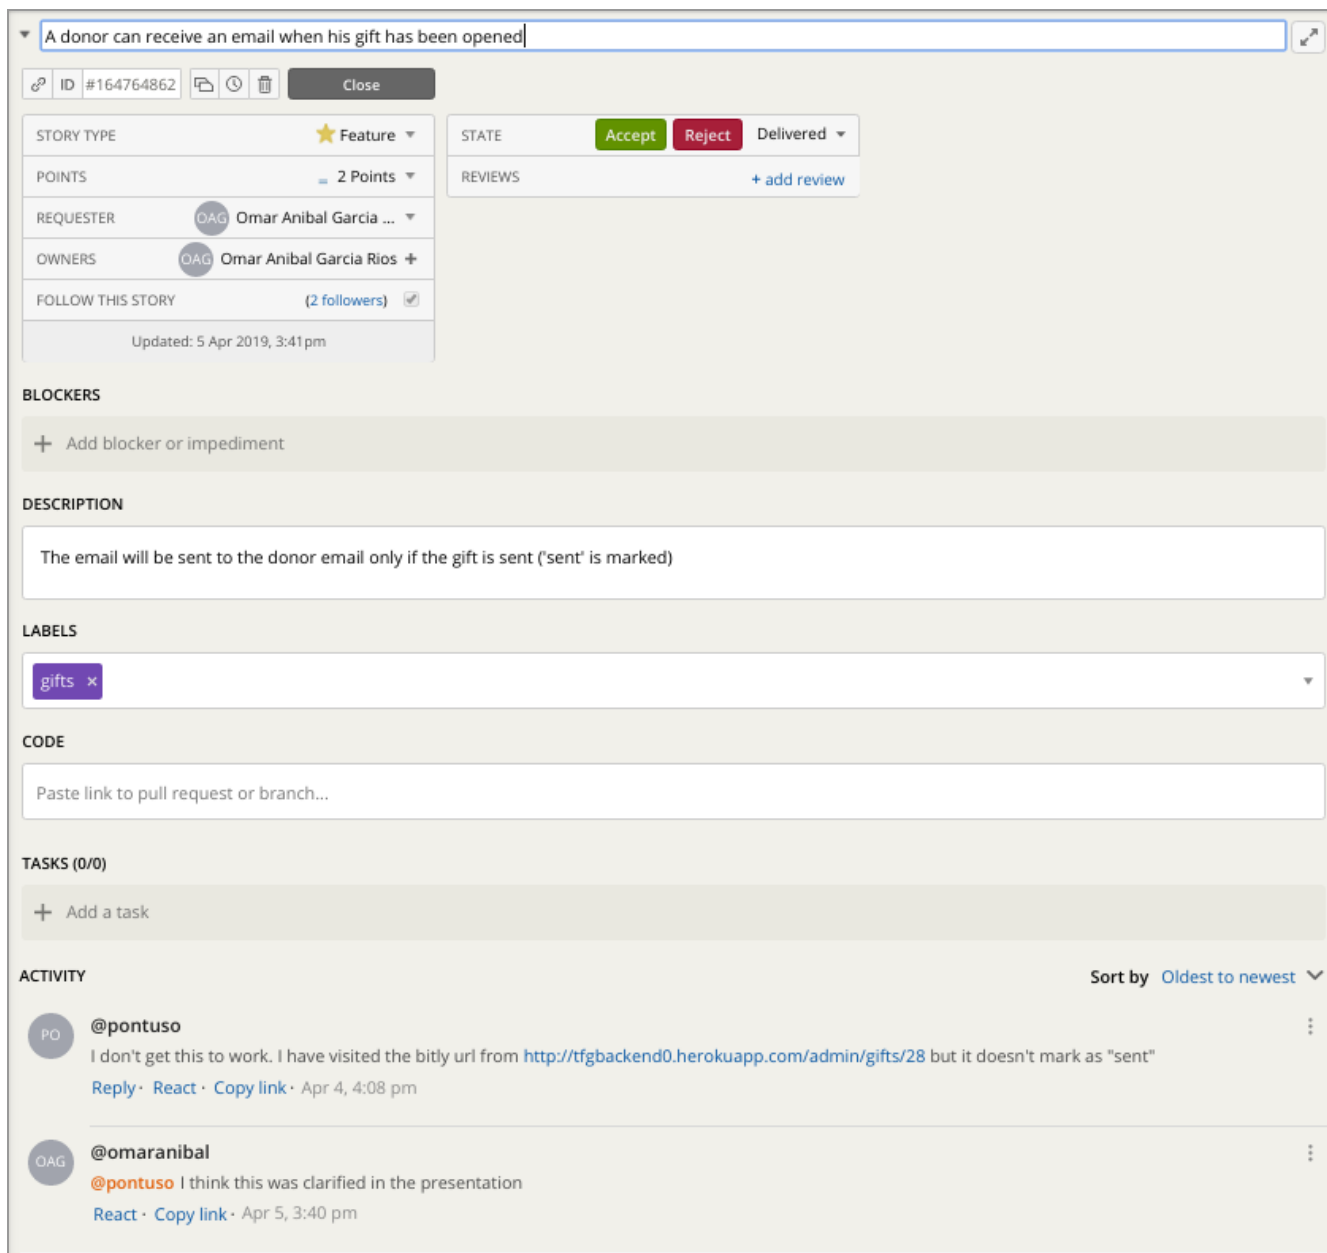 A donor can receive an email when his gift has been opened
ID #164764862 Close
STORY TYPE Feature
POINTS 2 Points
REQUESTER OAG Omar Anibal Garcia ...
OWNERS OAG Omar Anibal Garcia Rios +
FOLLOW THIS STORY (2 followers)
Updated: 5 Apr 2019, 3:41pm
STATE Accept Reject Delivered
REVIEWS + add review
BLOCKERS
+ Add blocker or impediment
DESCRIPTION
The email will be sent to the donor email only if the gift is sent ('sent' is marked)
LABELS
gifts ×
CODE
Paste link to pull request or branch...
TASKS (0/0)
+ Add a task
ACTIVITY Sort by Oldest to newest
PO @pontuso
I don't get this to work. I have visited the bitly url from http://tfgbackend0.herokuapp.com/admin/gifts/28 but it doesn't mark as "sent"
Reply · React · Copy link · Apr 4, 4:08 pm
OAG @omaranibal
@pontuso I think this was clarified in the presentation
React · Copy link · Apr 5, 3:40 pm